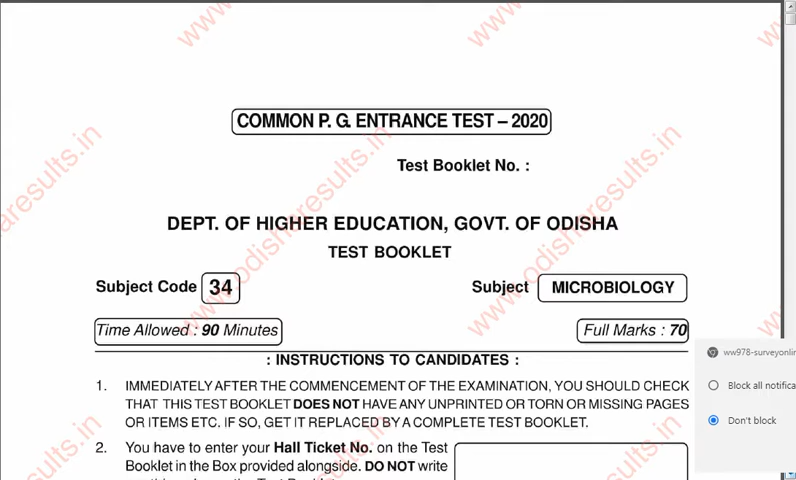 COMMON P. G. ENTRANCE TEST – 2020
Test Booklet No. :
DEPT. OF HIGHER EDUCATION, GOVT. OF ODISHA
TEST BOOKLET
Subject Code 34
Subject MICROBIOLOGY
Time Allowed : 90 Minutes
Full Marks : 70
: INSTRUCTIONS TO CANDIDATES :
1. IMMEDIATELY AFTER THE COMMENCEMENT OF THE EXAMINATION, YOU SHOULD CHECK
THAT THIS TEST BOOKLET DOES NOT HAVE ANY UNPRINTED OR TORN OR MISSING PAGES
OR ITEMS ETC. IF SO, GET IT REPLACED BY A COMPLETE TEST BOOKLET.
2. You have to enter your Hall Ticket No. on the Test
Booklet in the Box provided alongside. DO NOT write
ww978-surveyonlin
Block all notifica
Don't block
www.odisharesults.in